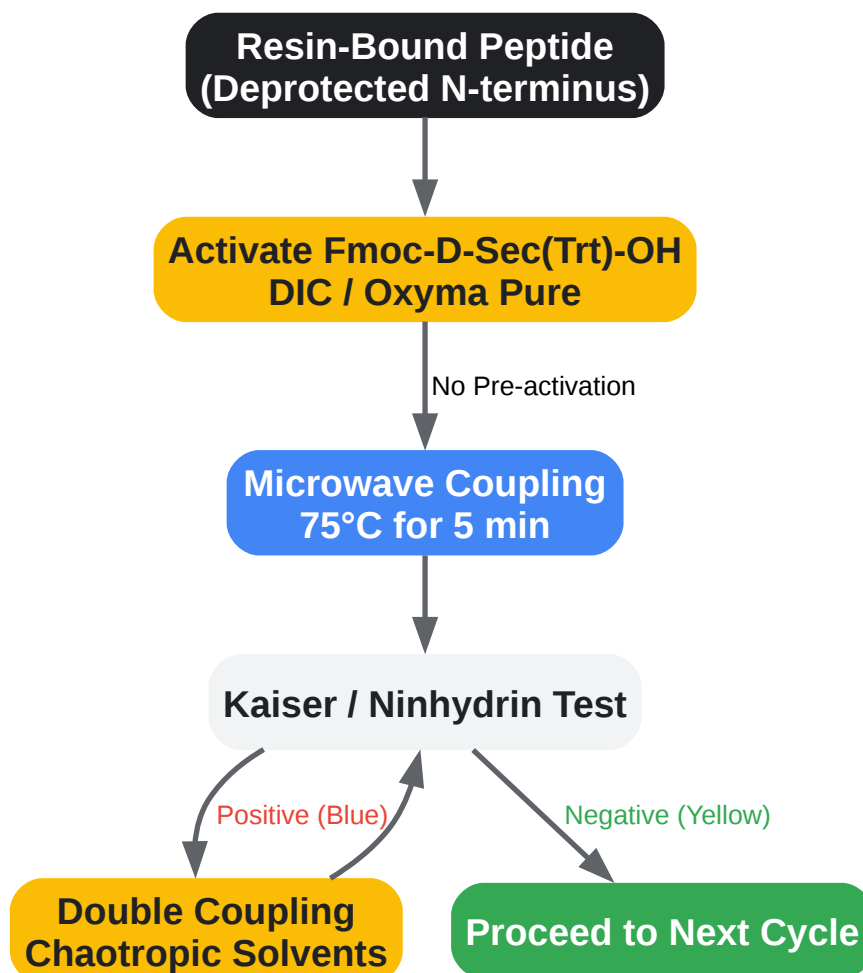 Resin-Bound Peptide
(Deprotected N-terminus)
Activate Fmoc-D-Sec(Trt)-OH
DIC / Oxyma Pure
No Pre-activation
Microwave Coupling
75°C for 5 min
Kaiser / Ninhydrin Test
Positive (Blue)
Negative (Yellow)
Double Coupling
Chaotropic Solvents
Proceed to Next Cycle